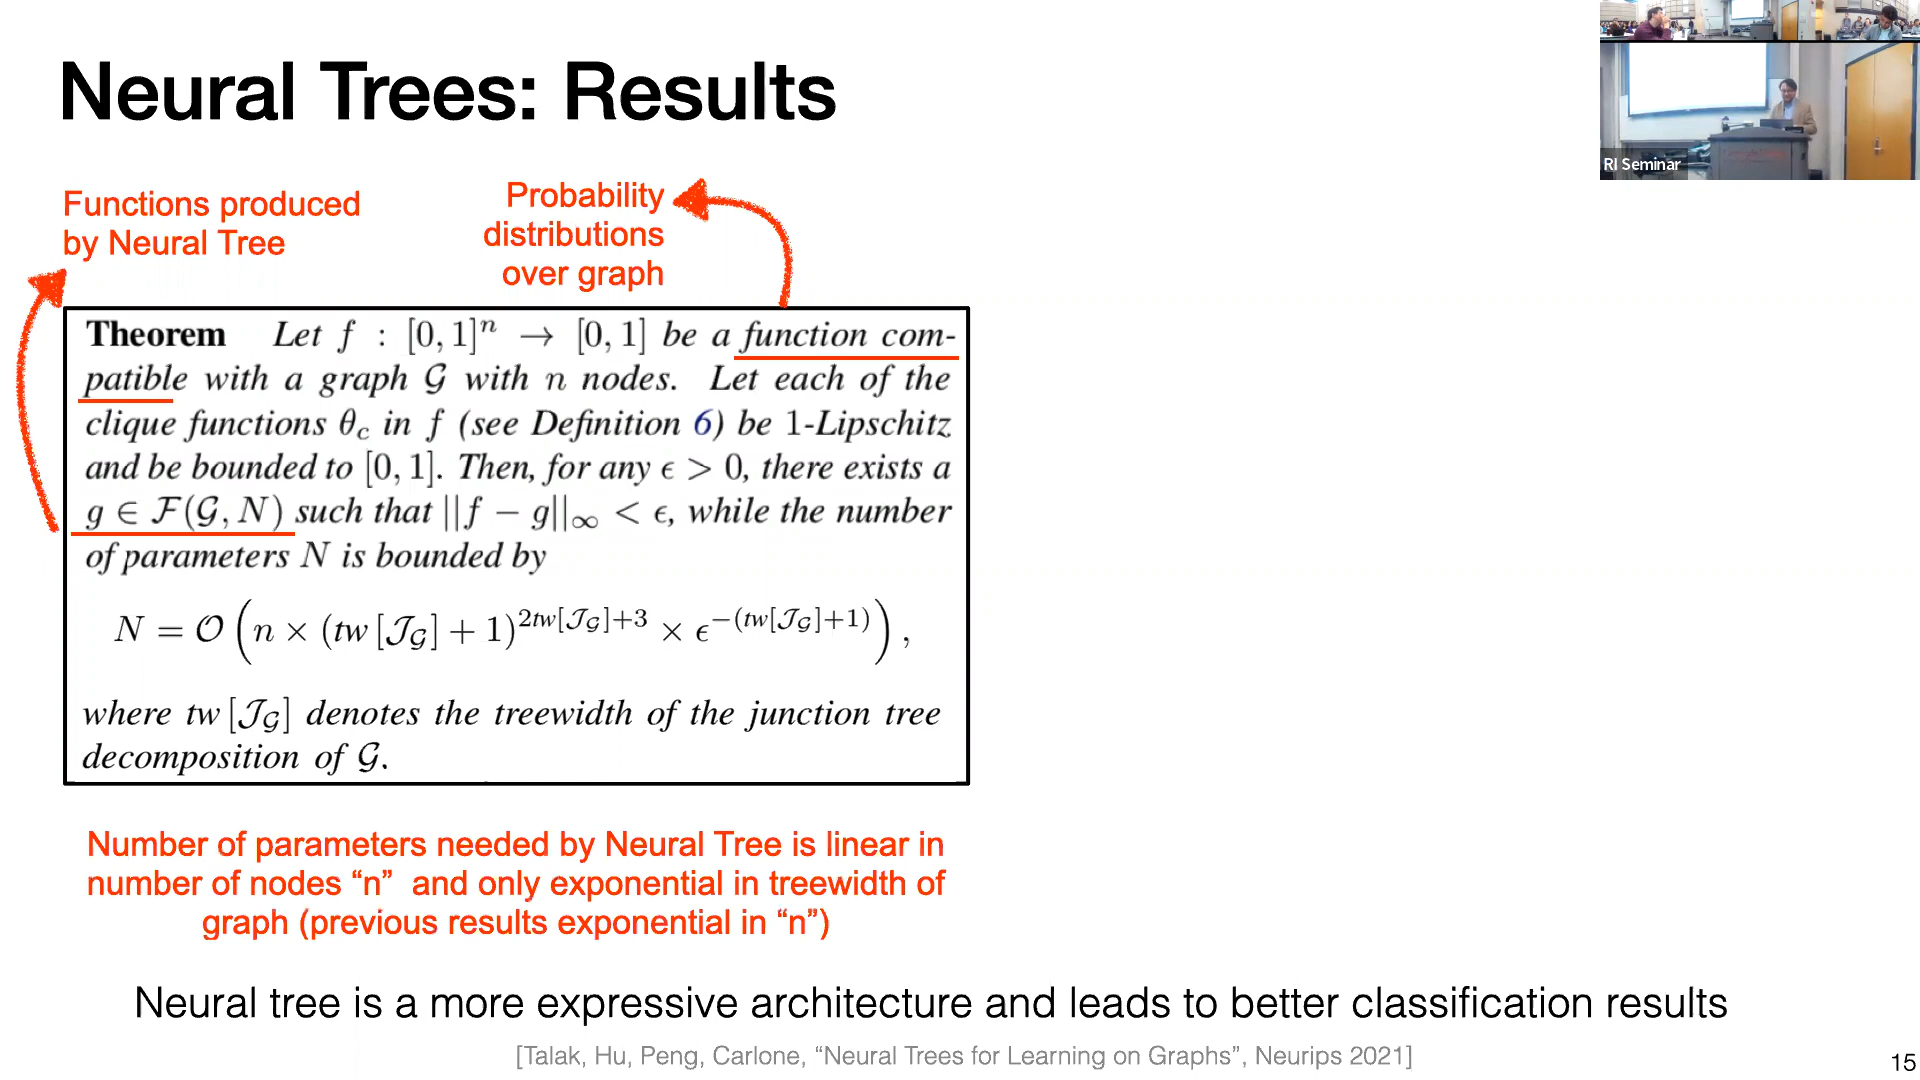 Neural Trees: Results
RI Seminar
Functions produced
by Neural Tree
Probability
distributions
over graph
Theorem Let f : [0, 1]ⁿ → [0, 1] be a function com-
patible with a graph 𝒢 with n nodes. Let each of the
clique functions θ_c in f (see Definition 6) be 1-Lipschitz
and be bounded to [0, 1]. Then, for any ϵ > 0, there exists a
g ∈ ℱ(𝒢, N) such that ||f − g||_∞ < ϵ, while the number
of parameters N is bounded by
N = 𝒪 (n × (tw [𝒥_𝒢] + 1)^{2tw[𝒥_𝒢]+3} × ϵ^{−(tw[𝒥_𝒢]+1)}) ,
where tw [𝒥_𝒢] denotes the treewidth of the junction tree
decomposition of 𝒢.
Number of parameters needed by Neural Tree is linear in
number of nodes “n” and only exponential in treewidth of
graph (previous results exponential in “n”)
Neural tree is a more expressive architecture and leads to better classification results
[Talak, Hu, Peng, Carlone, “Neural Trees for Learning on Graphs”, Neurips 2021]
15